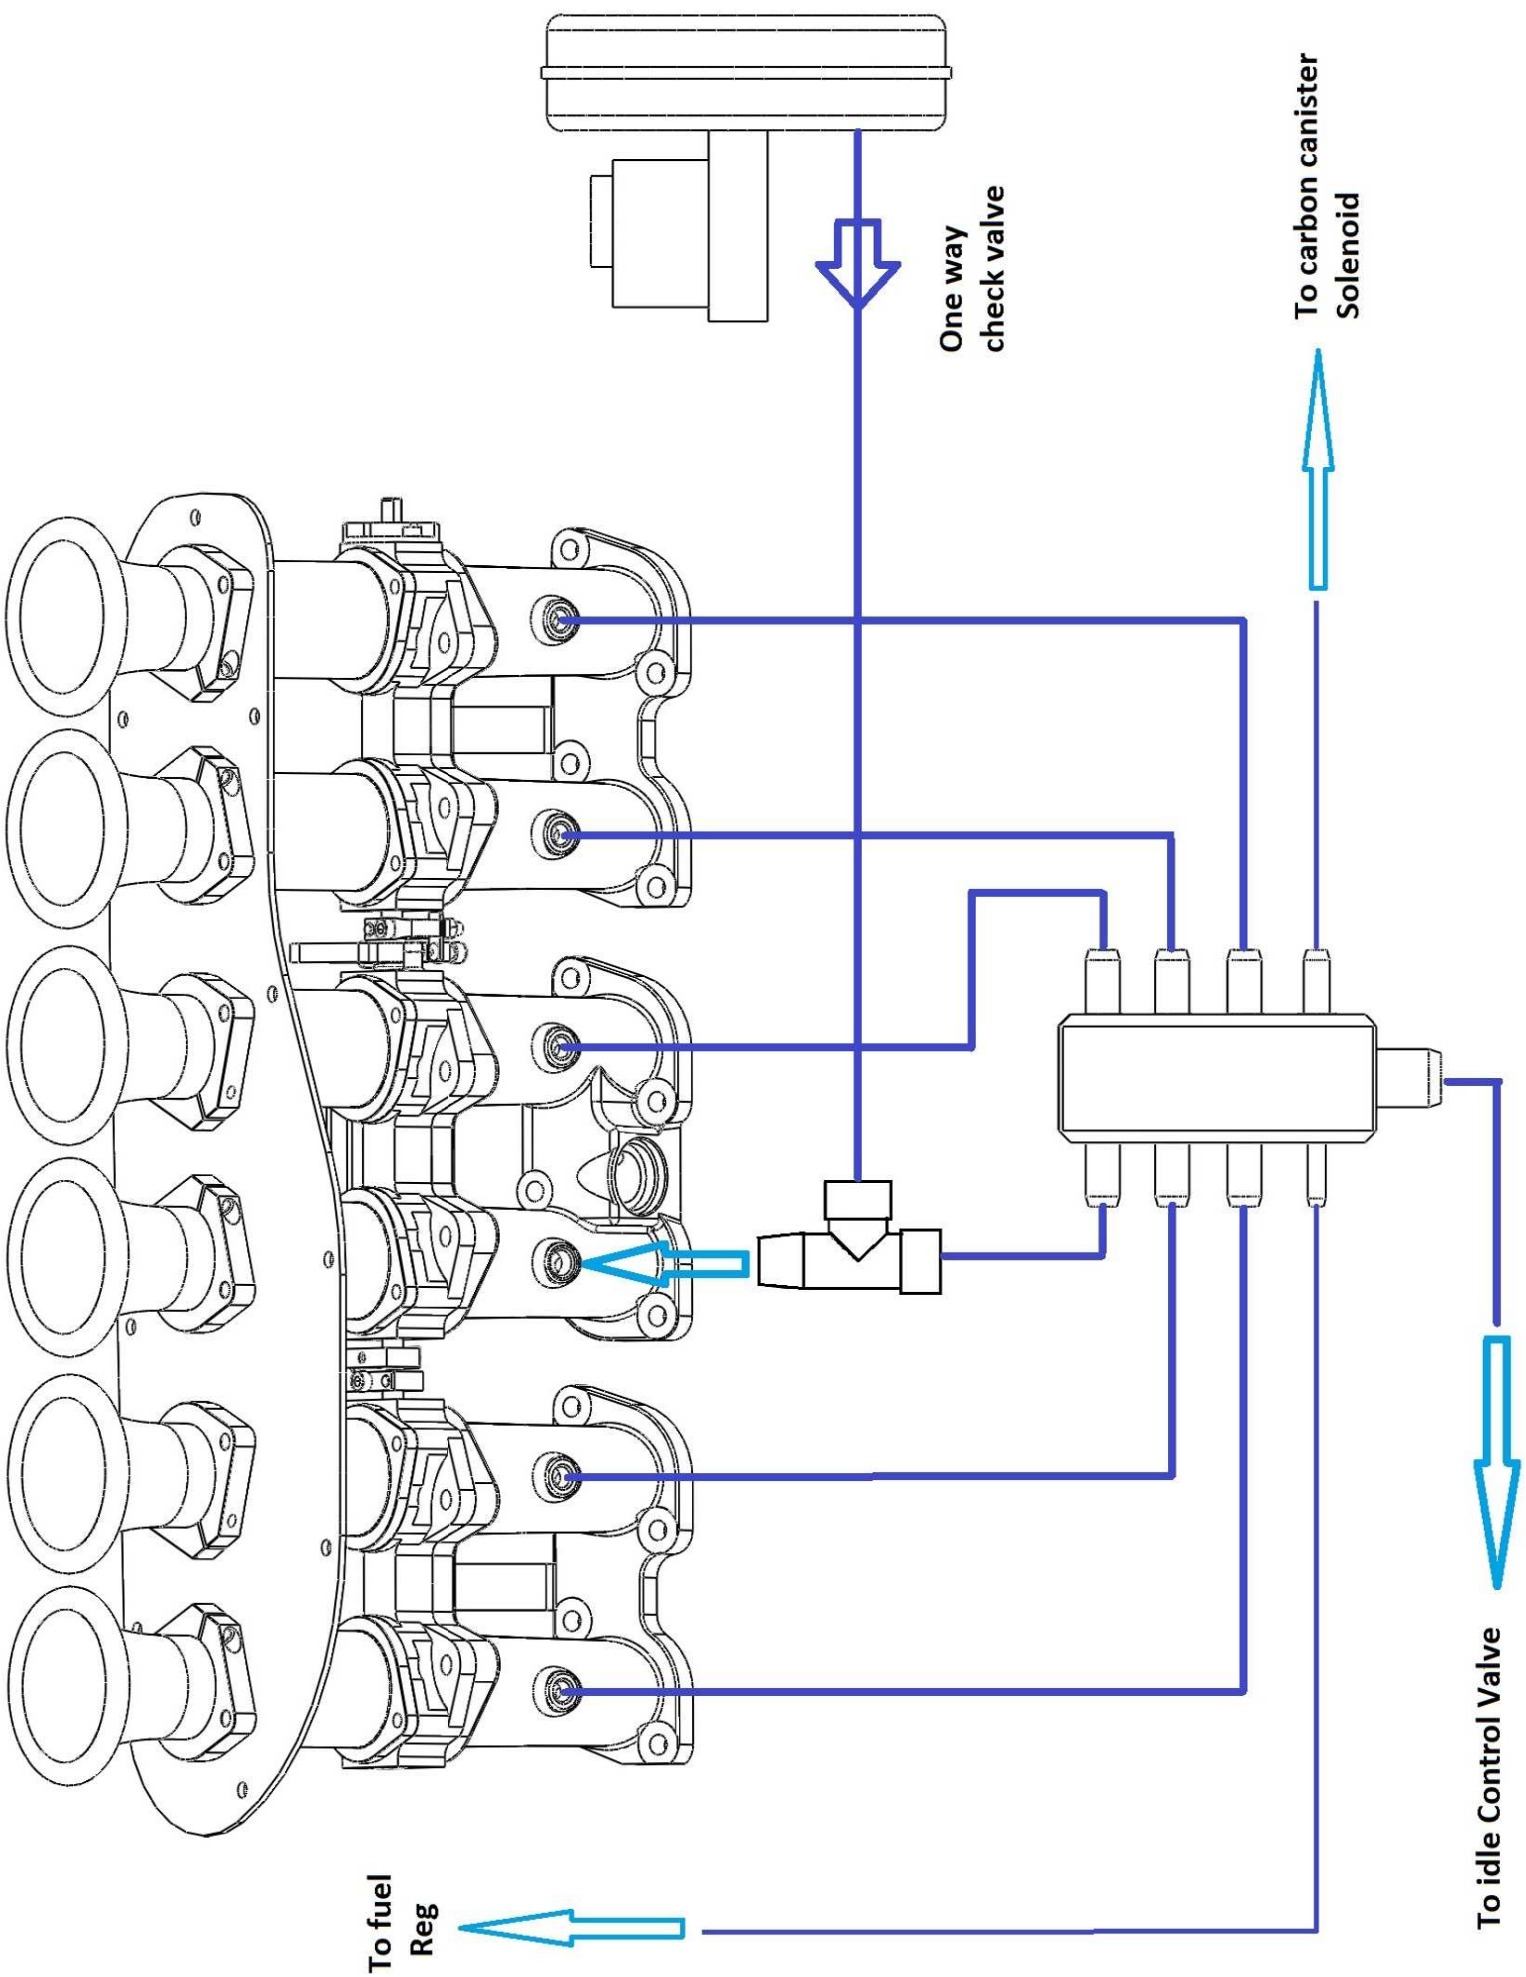 One way
check valve
To carbon canister
Solenoid
To fuel
Reg
To idle Control Valve